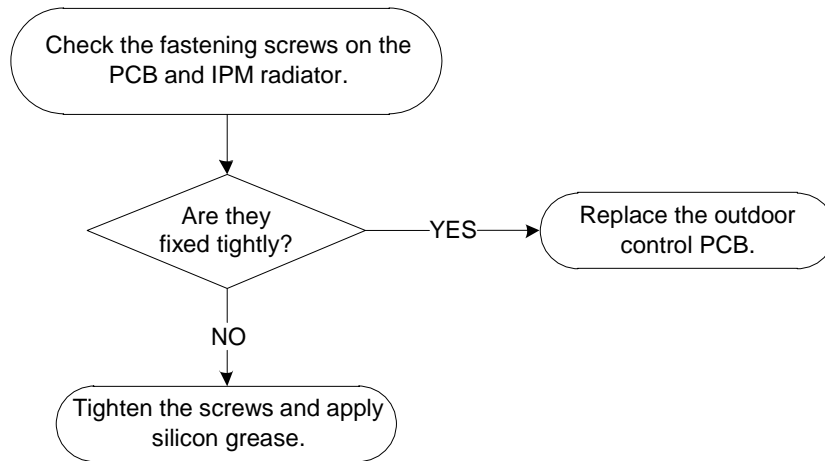 Check the fastening screws on the
PCB and IPM radiator.
Are they
fixed tightly?
YES
Replace the outdoor
control PCB.
NO
Tighten the screws and apply
silicon grease.